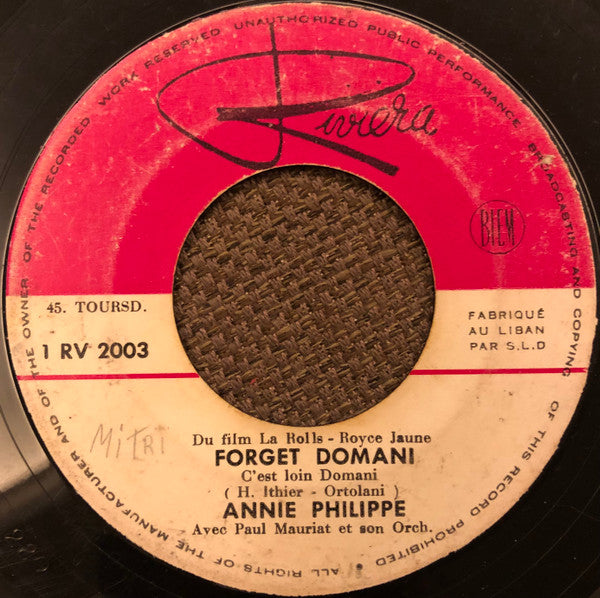 ALL RIGHTS OF THE MANUFACTURER AND OF THE OWNER OF THE RECORDED WORK RESERVED UNAUTHORIZED PUBLIC PERFORMANCE BROADCASTING AND COPYING OF THIS RECORD PROHIBITED
Riviera
BIEM
45. TOURSD.
1 RV 2003
FABRIQUÉ
AU LIBAN
PAR S.L.D
MiTRi
Du film La Rolls - Royce Jaune
FORGET DOMANI
C'est loin Domani
( H. Ithier - Ortolani )
ANNIE PHILIPPE
Avec Paul Mauriat et son Orch.